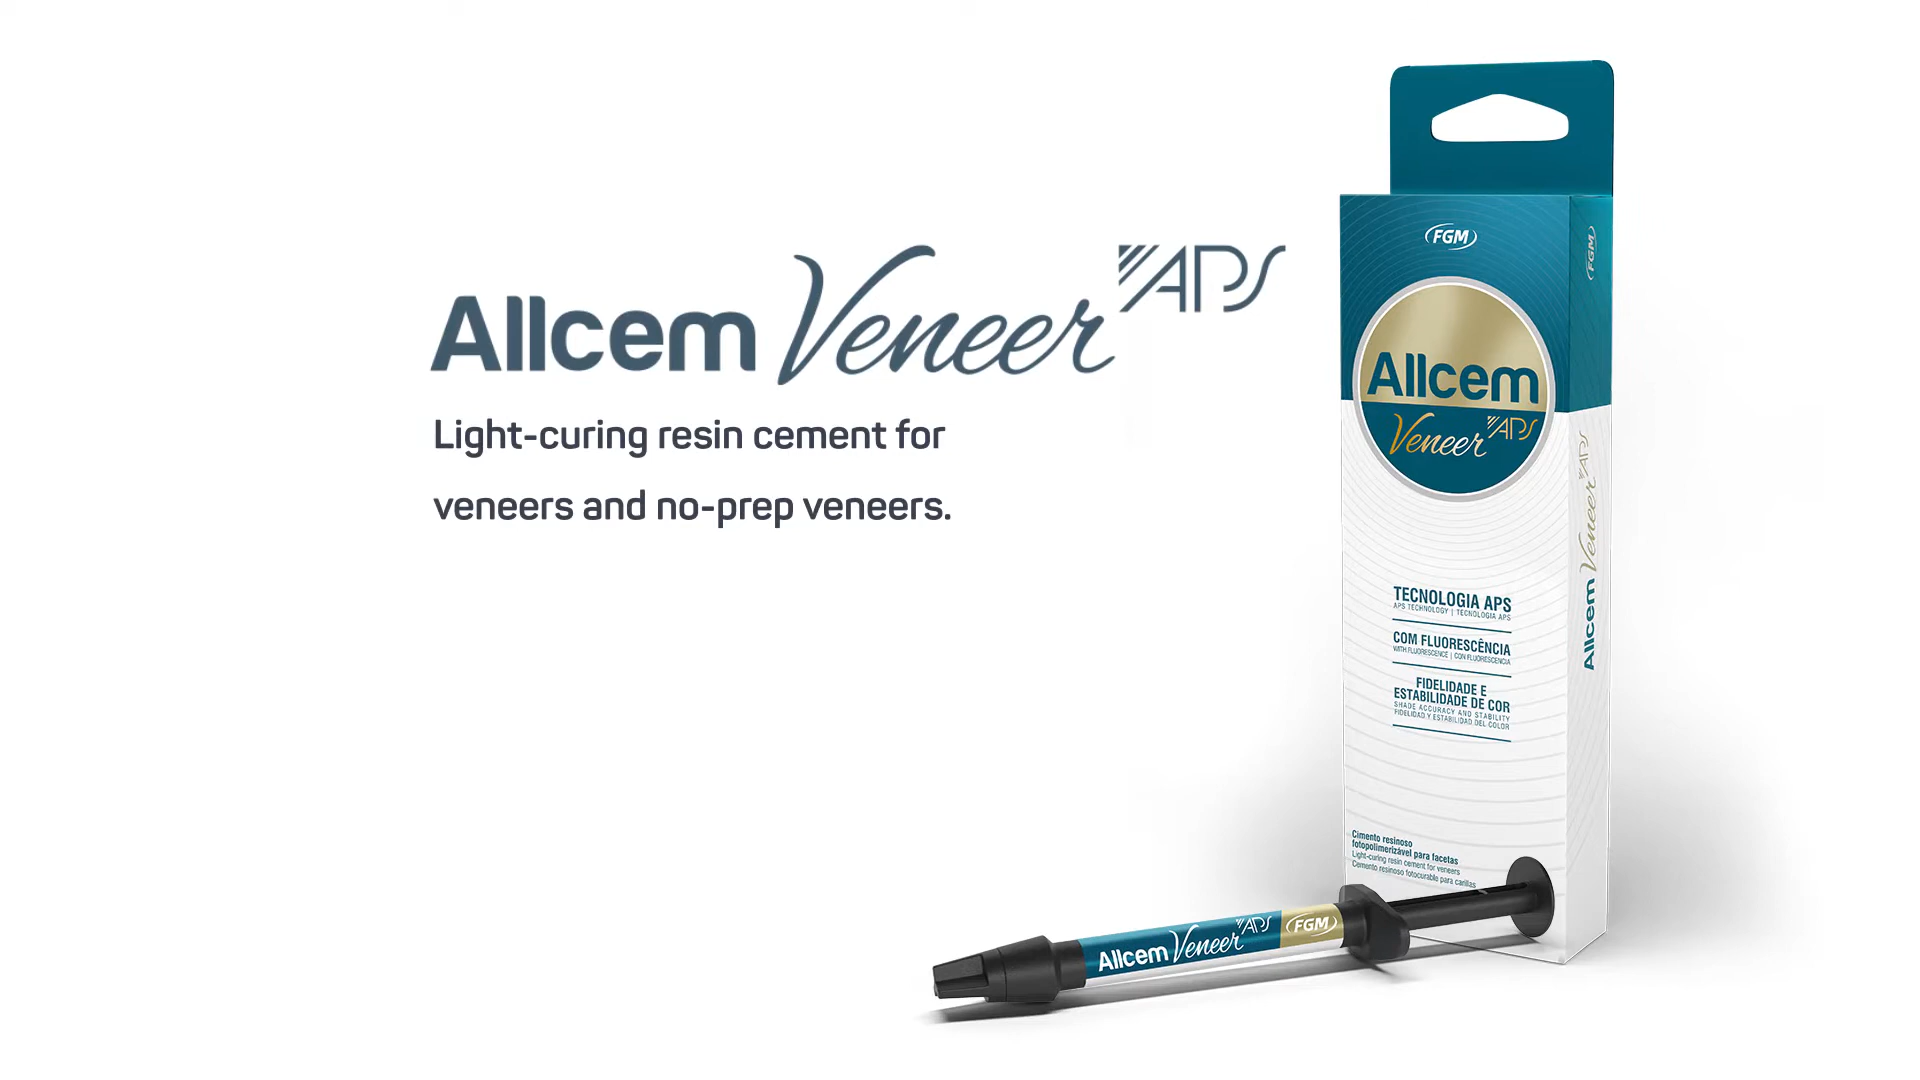 Allcem Veneer APS
Light-curing resin cement for
veneers and no-prep veneers.
FGM
Allcem
Veneer APS
TECNOLOGIA APS
APS TECHNOLOGY | TECNOLOGÍA APS
COM FLUORESCÊNCIA
WITH FLUORESCENCE | CON FLUORESCENCIA
FIDELIDADE E
ESTABILIDADE DE COR
SHADE ACCURACY AND STABILITY
FIDELIDAD Y ESTABILIDAD DEL COLOR
Cimento resinoso
fotopolimerizável para facetas
Light-curing resin cement for veneers
Cemento resinoso fotocurable para carillas
FGM
Allcem Veneer APS
Allcem Veneer APS FGM